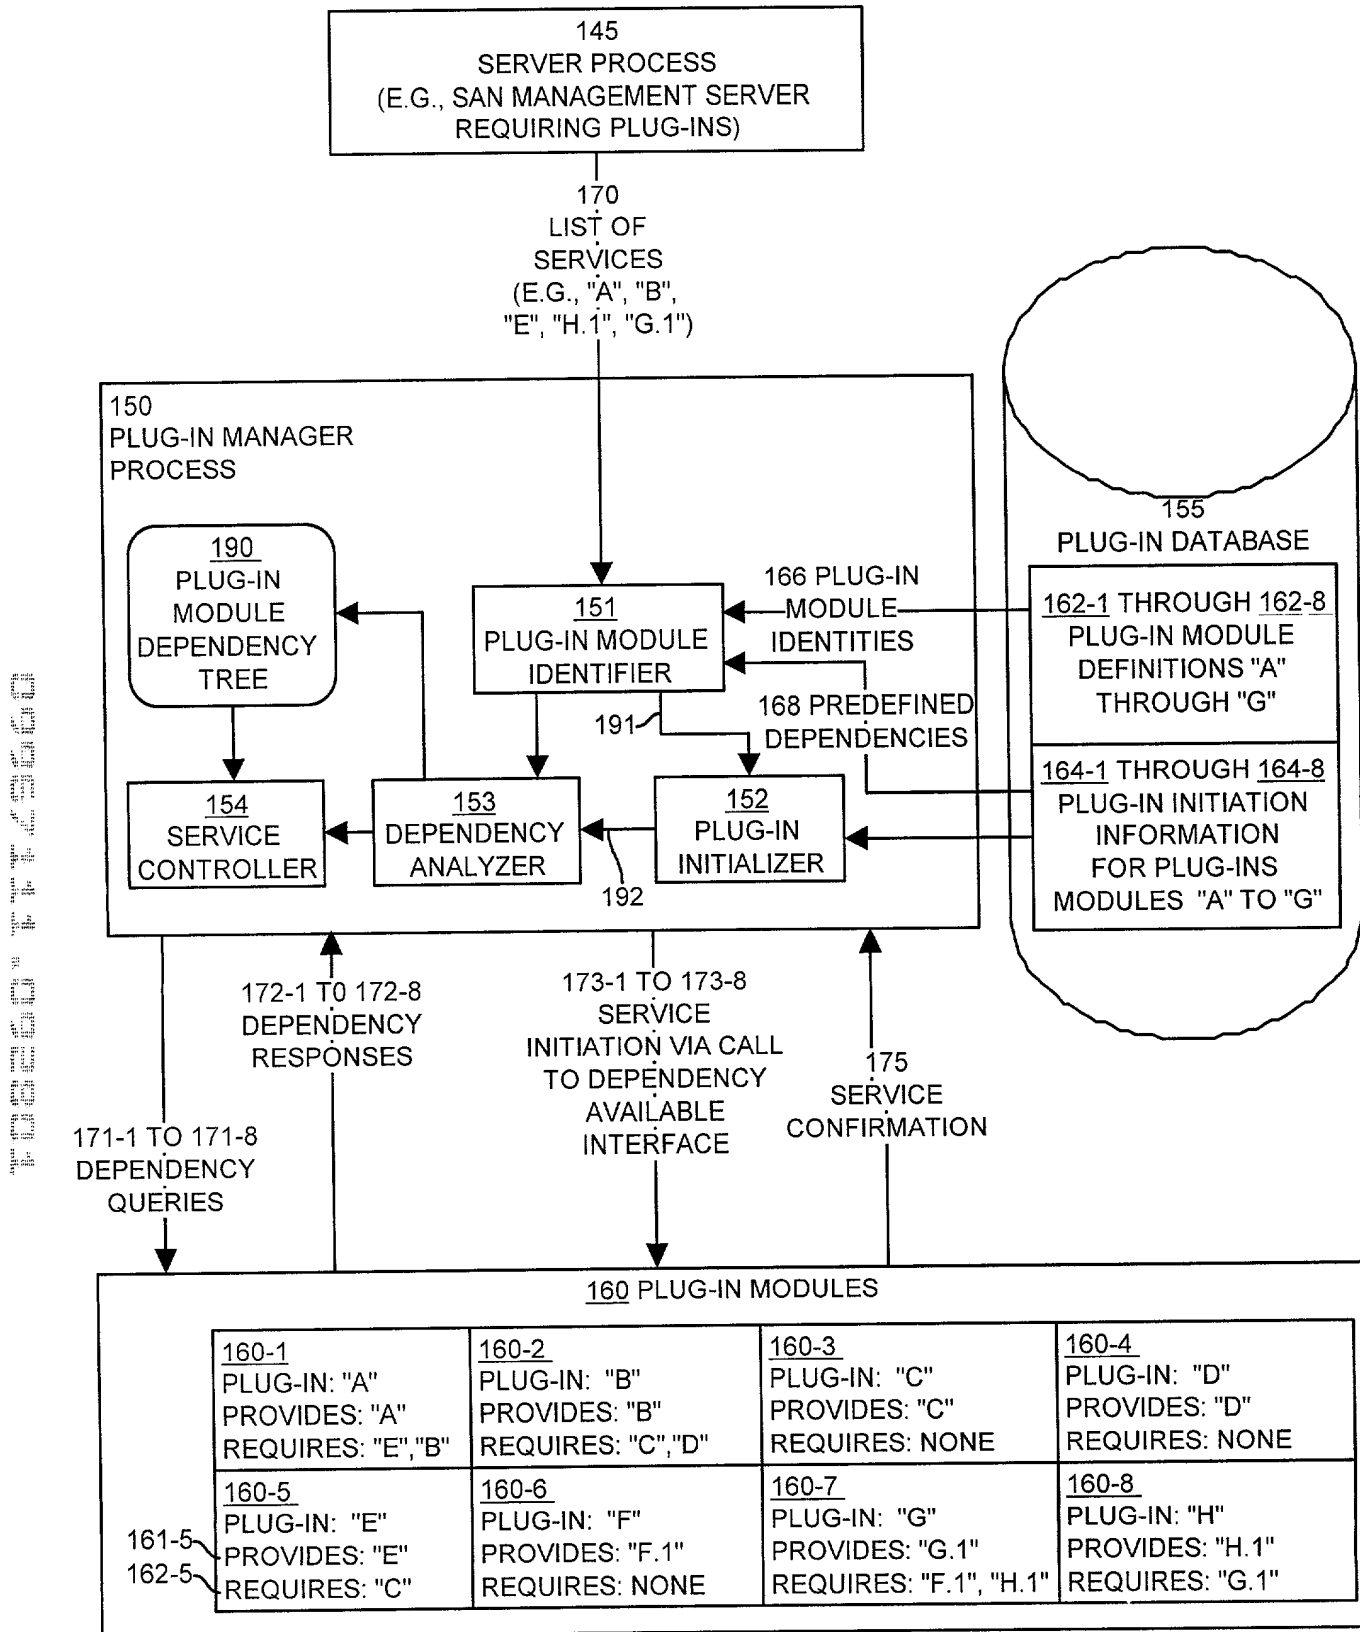 145
SERVER PROCESS
(E.G., SAN MANAGEMENT SERVER
REQUIRING PLUG-INS)
170
LIST OF
SERVICES
(E.G., "A", "B",
"E", "H.1", "G.1")
150
PLUG-IN MANAGER
PROCESS
155
PLUG-IN DATABASE
190
PLUG-IN
MODULE
DEPENDENCY
TREE
151
PLUG-IN MODULE
IDENTIFIER
166 PLUG-IN
MODULE
IDENTITIES
162-1 THROUGH 162-8
PLUG-IN MODULE
DEFINITIONS "A"
THROUGH "G"
191
168 PREDEFINED
DEPENDENCIES
154
SERVICE
CONTROLLER
153
DEPENDENCY
ANALYZER
152
PLUG-IN
INITIALIZER
192
164-1 THROUGH 164-8
PLUG-IN INITIATION
INFORMATION
FOR PLUG-INS
MODULES "A" TO "G"
171-1 TO 171-8
DEPENDENCY
QUERIES
172-1 T0 172-8
DEPENDENCY
RESPONSES
173-1 TO 173-8
SERVICE
INITIATION VIA CALL
TO DEPENDENCY
AVAILABLE
INTERFACE
175
SERVICE
CONFIRMATION
160 PLUG-IN MODULES
160-1
PLUG-IN: "A"
PROVIDES: "A"
REQUIRES: "E","B"
160-2
PLUG-IN: "B"
PROVIDES: "B"
REQUIRES: "C","D"
160-3
PLUG-IN: "C"
PROVIDES: "C"
REQUIRES: NONE
160-4
PLUG-IN: "D"
PROVIDES: "D"
REQUIRES: NONE
160-5
PLUG-IN: "E"
161-5
PROVIDES: "E"
162-5
REQUIRES: "C"
160-6
PLUG-IN: "F"
PROVIDES: "F.1"
REQUIRES: NONE
160-7
PLUG-IN: "G"
PROVIDES: "G.1"
REQUIRES: "F.1", "H.1"
160-8
PLUG-IN: "H"
PROVIDES: "H.1"
REQUIRES: "G.1"